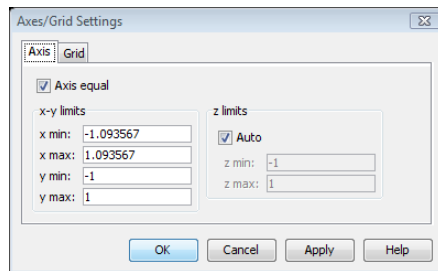 Axes/Grid Settings
Axis Grid
Axis equal
x-y limits
x min: -1.093567
x max: 1.093567
y min: -1
y max: 1
z limits
Auto
z min: -1
z max: 1
OK Cancel Apply Help